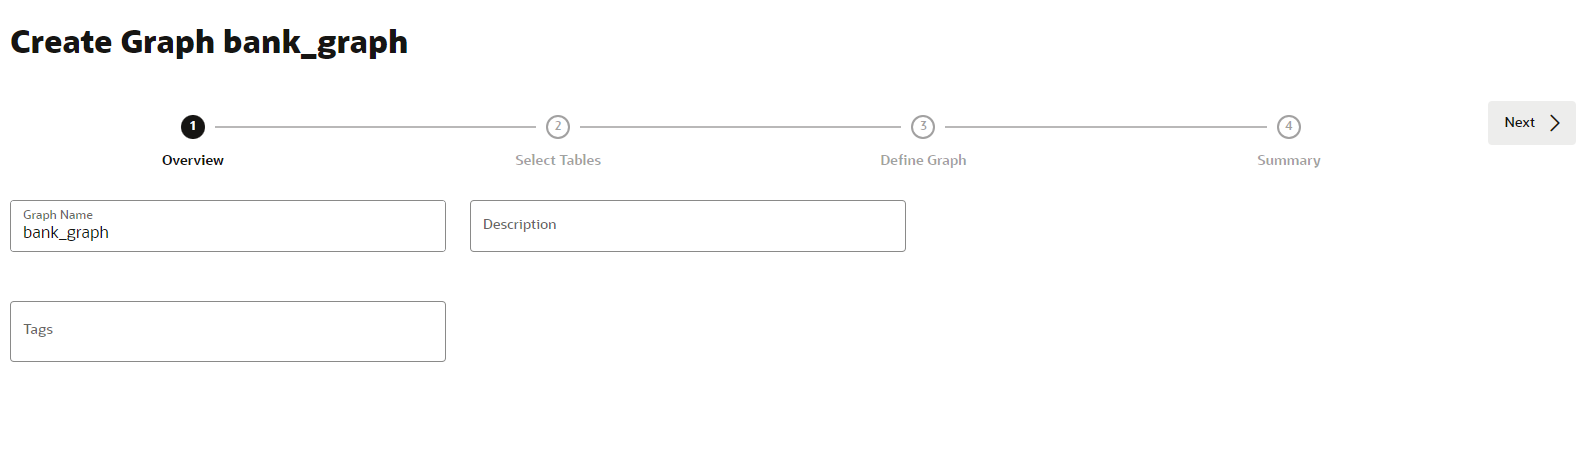 Create Graph bank_graph
1
2
3
4
Next
Overview
Select Tables
Define Graph
Summary
Graph Name
bank_graph
Description
Tags